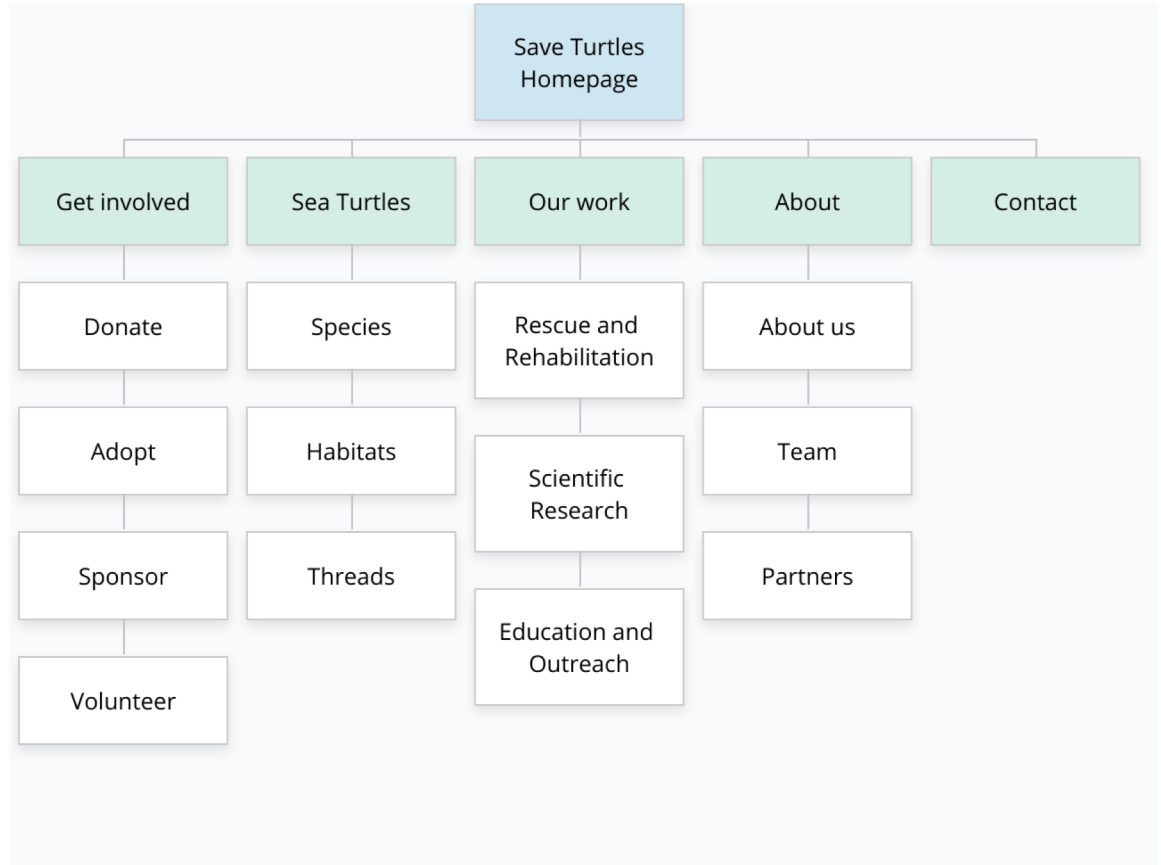 Save Turtles
Homepage
Get involved
Sea Turtles
Our work
About
Contact
Donate
Adopt
Sponsor
Volunteer
Species
Habitats
Threads
Rescue and
Rehabilitation
Scientific
Research
Education and
Outreach
About us
Team
Partners